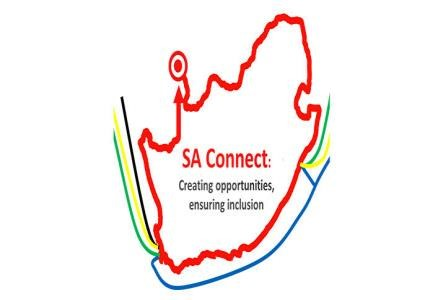 SA Connect:
Creating opportunities,
ensuring inclusion